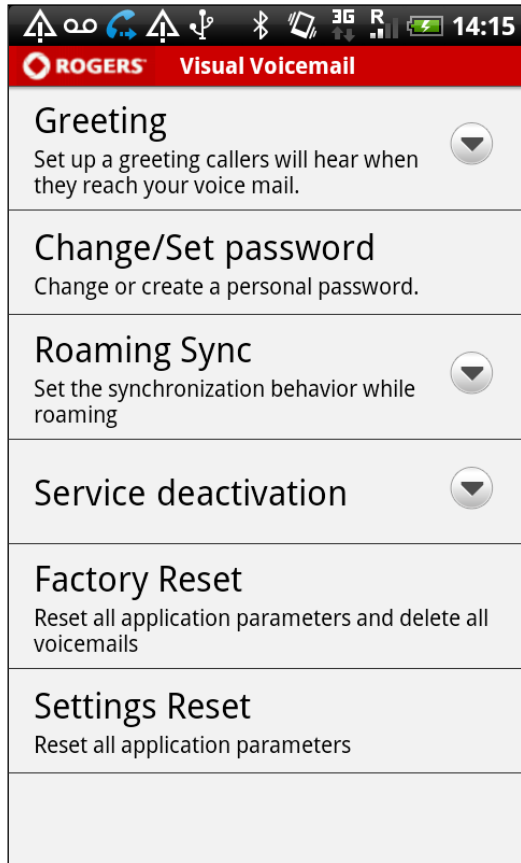 3G R 14:15
ROGERS Visual Voicemail
Greeting
Set up a greeting callers will hear when
they reach your voice mail.
Change/Set password
Change or create a personal password.
Roaming Sync
Set the synchronization behavior while
roaming
Service deactivation
Factory Reset
Reset all application parameters and delete all
voicemails
Settings Reset
Reset all application parameters